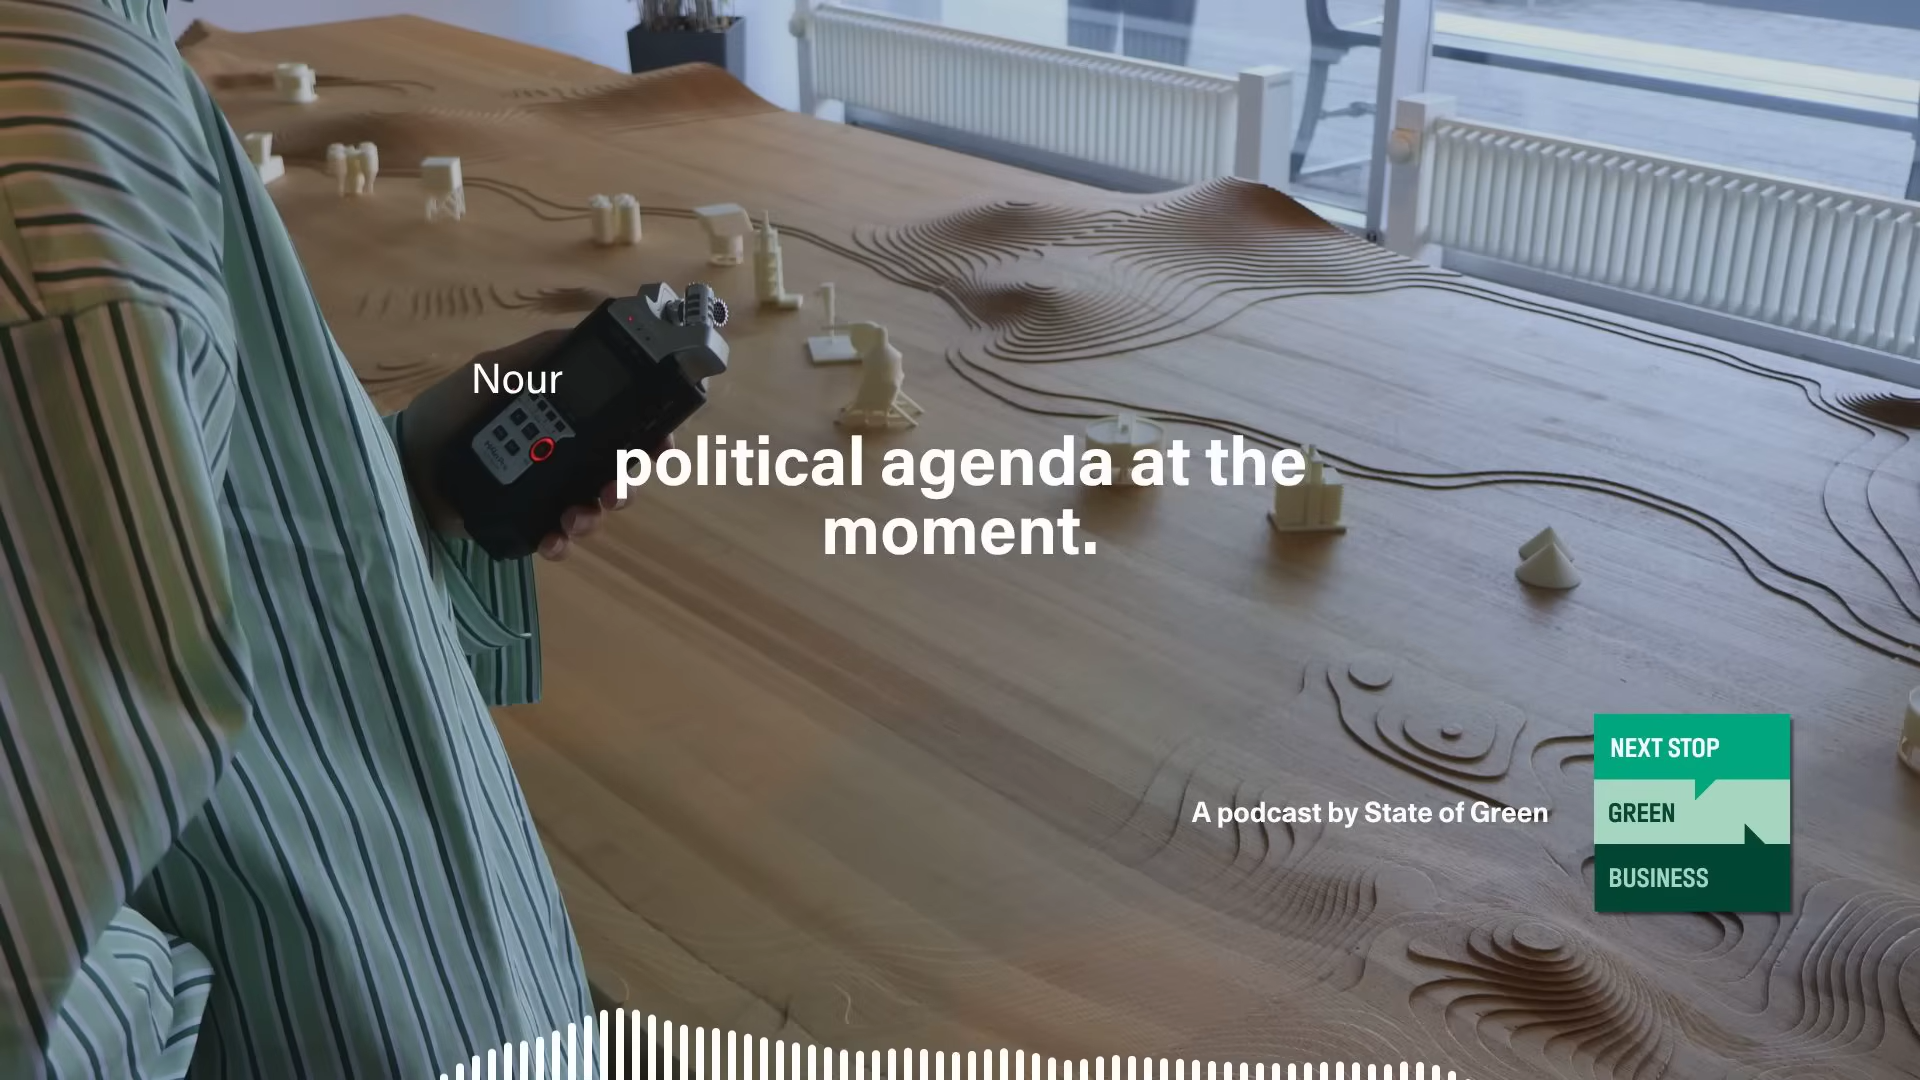 Nour
political agenda at the
moment.
A podcast by State of Green
NEXT STOP
GREEN
BUSINESS